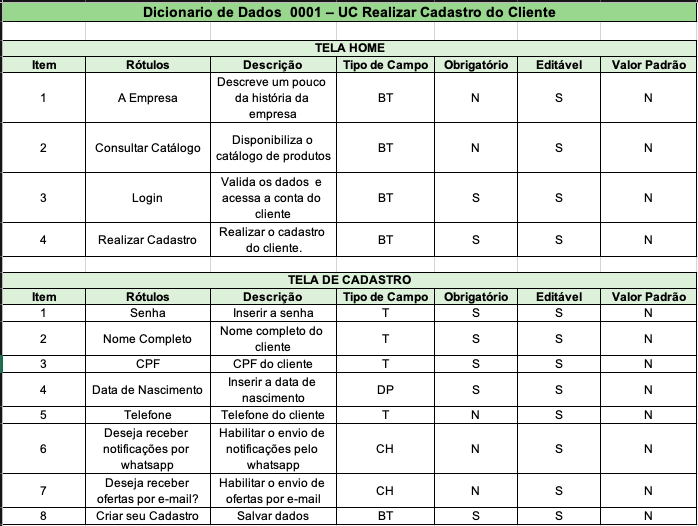 Dicionario de Dados  0001 – UC Realizar Cadastro do Cliente
TELA HOME
Item Rótulos Descrição Tipo de Campo Obrigatório Editável Valor Padrão
1 A Empresa Descreve um pouco da história da empresa BT N S N
2 Consultar Catálogo Disponibiliza o catálogo de produtos BT N S N
3 Login Valida os dados  e acessa a conta do cliente BT S S N
4 Realizar Cadastro Realizar o cadastro do cliente. BT S S N
TELA DE CADASTRO
Item Rótulos Descrição Tipo de Campo Obrigatório Editável Valor Padrão
1 Senha Inserir a senha T S S N
2 Nome Completo Nome completo do cliente T S S N
3 CPF CPF do cliente T S S N
4 Data de Nascimento Inserir a data de nascimento DP S S N
5 Telefone Telefone do cliente T N S N
6 Deseja receber notificações por whatsapp Habilitar o envio de notificações pelo whatsapp CH N S N
7 Deseja receber ofertas por e-mail? Habilitar o envio de ofertas por e-mail CH N S N
8 Criar seu Cadastro Salvar dados BT S S N